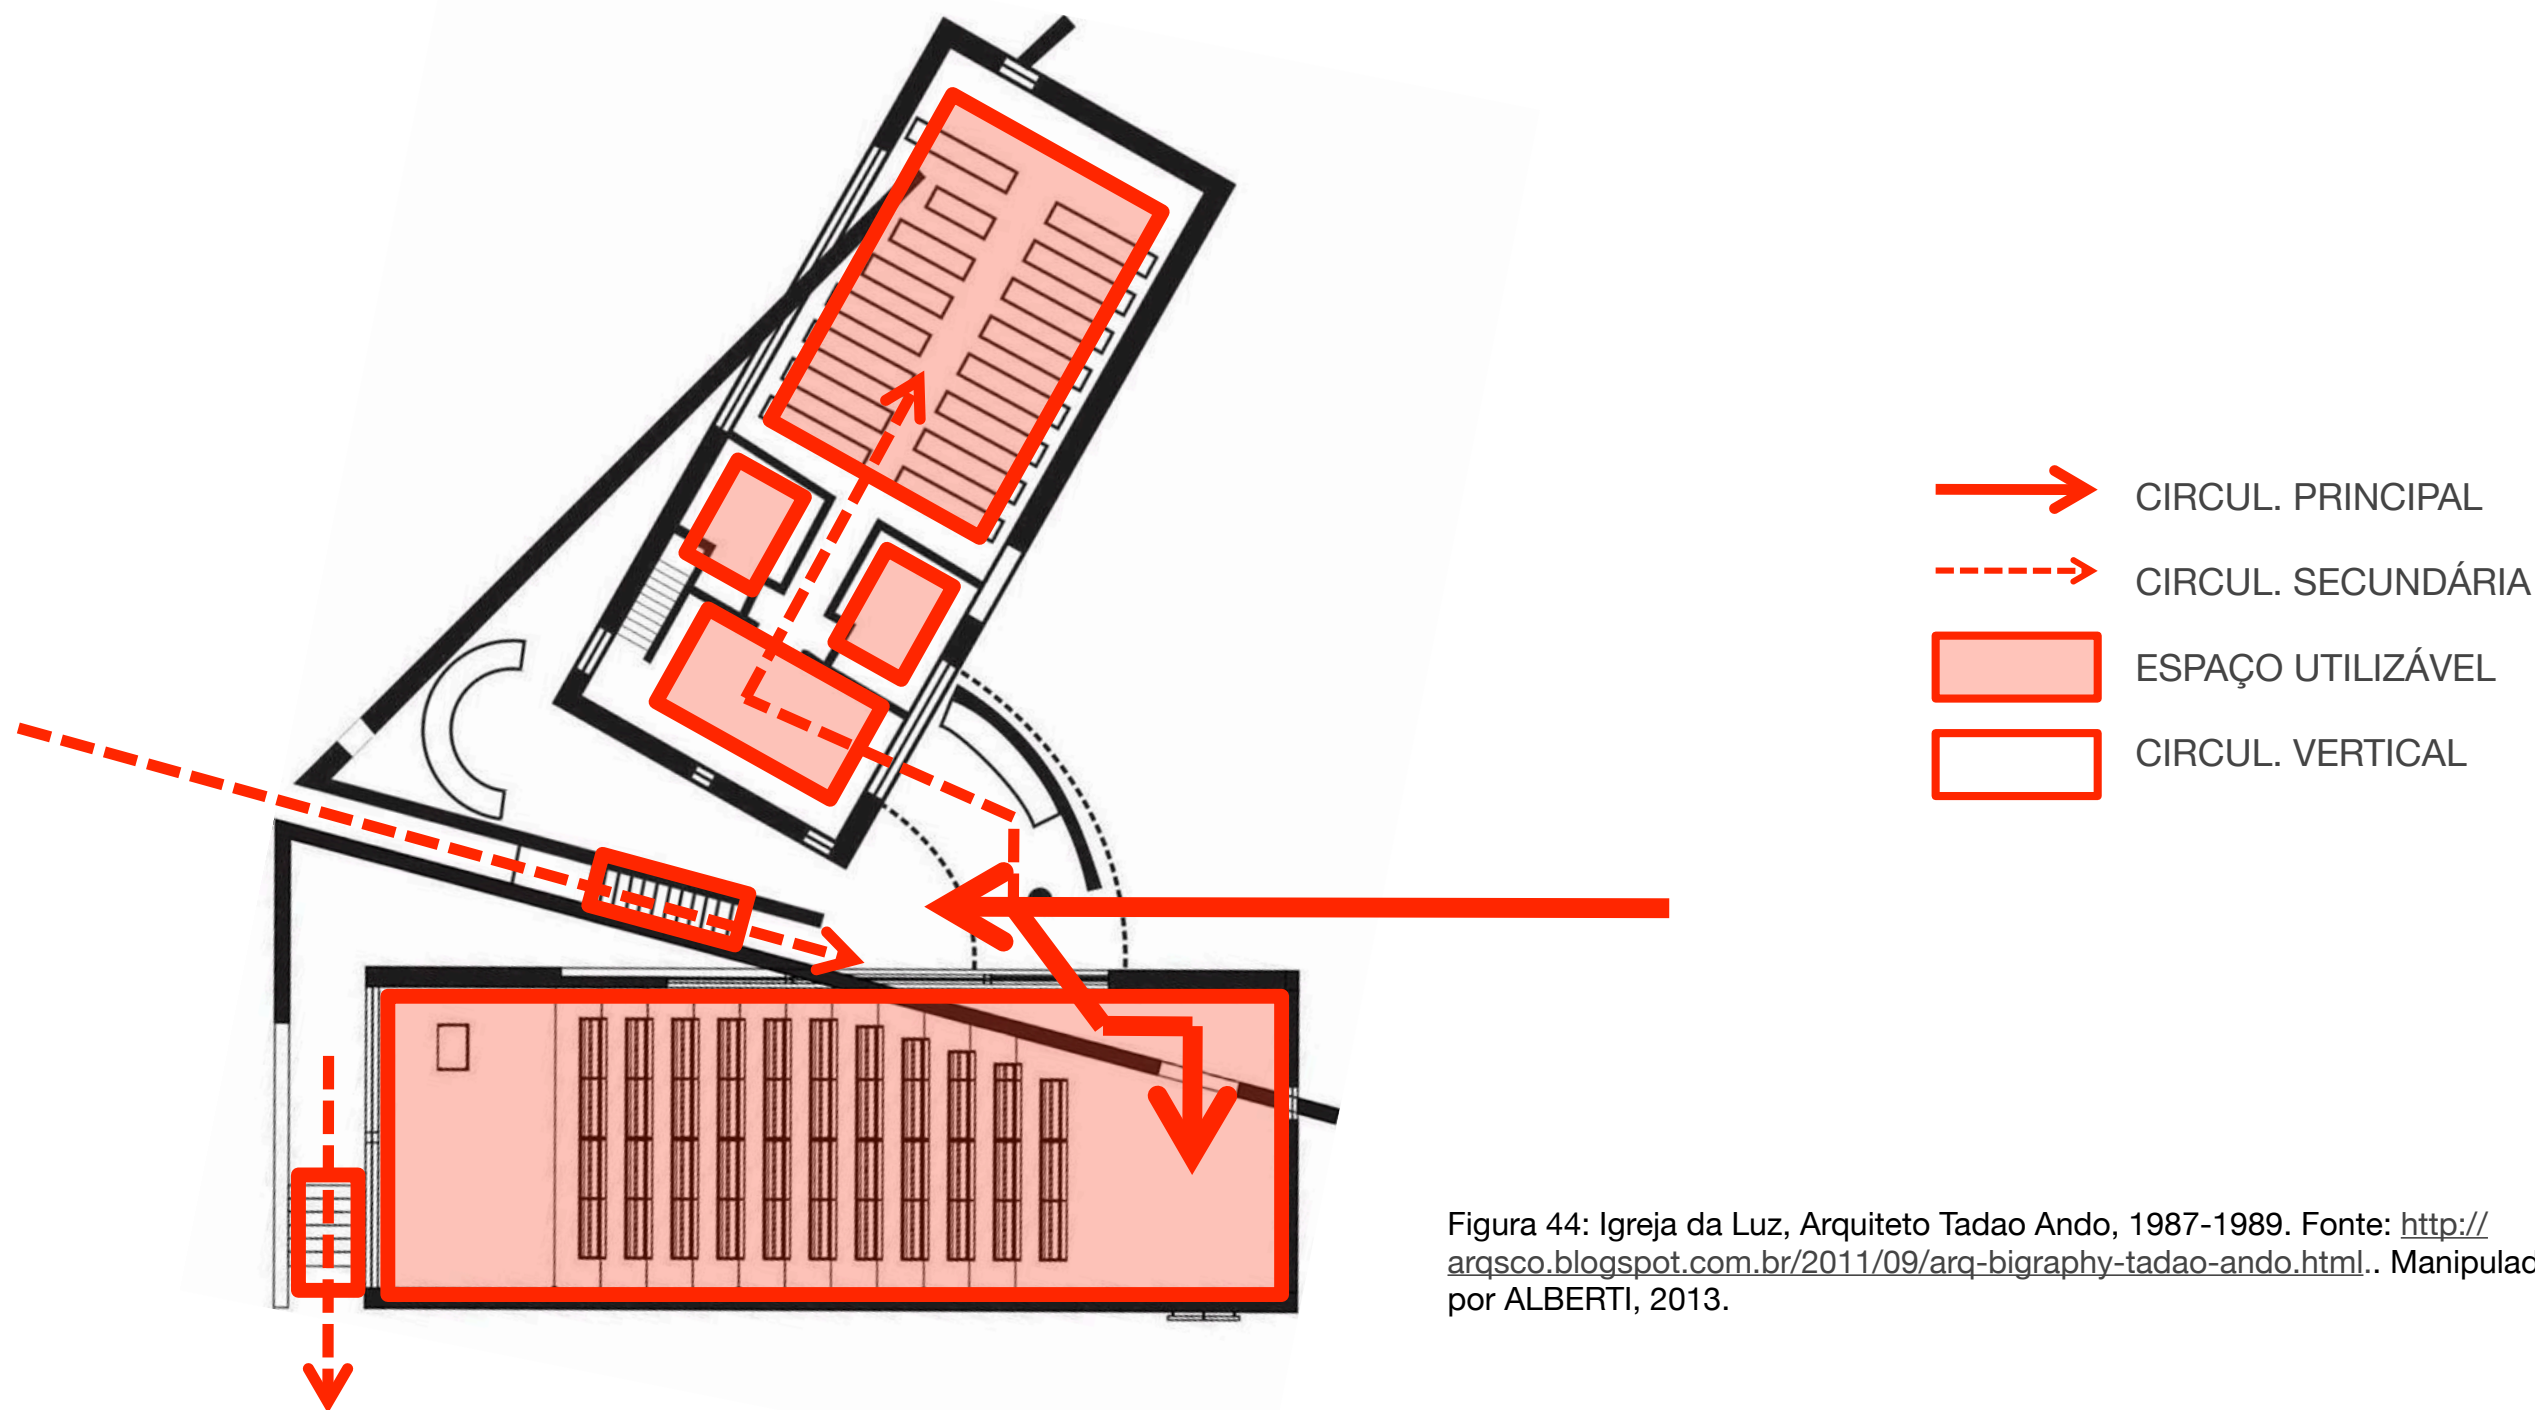 CIRCUL. PRINCIPAL
CIRCUL. SECUNDÁRIA
ESPAÇO UTILIZÁVEL
CIRCUL. VERTICAL
Figura 44: Igreja da Luz, Arquiteto Tadao Ando, 1987-1989. Fonte: http://
arqsco.blogspot.com.br/2011/09/arq-bigraphy-tadao-ando.html.. Manipulad
por ALBERTI, 2013.